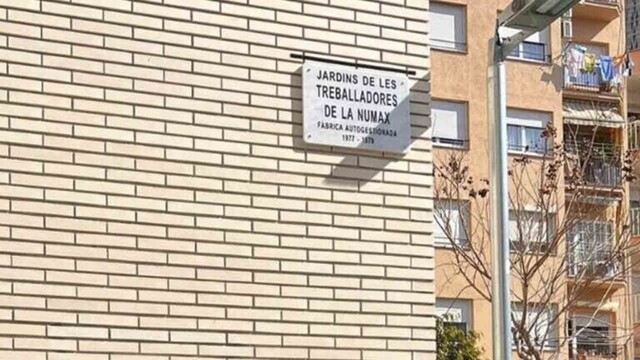 JARDINS DE LES
TREBALLADORES
DE LA NUMAX
FÀBRICA AUTOGESTIONADA
1977 - 1979